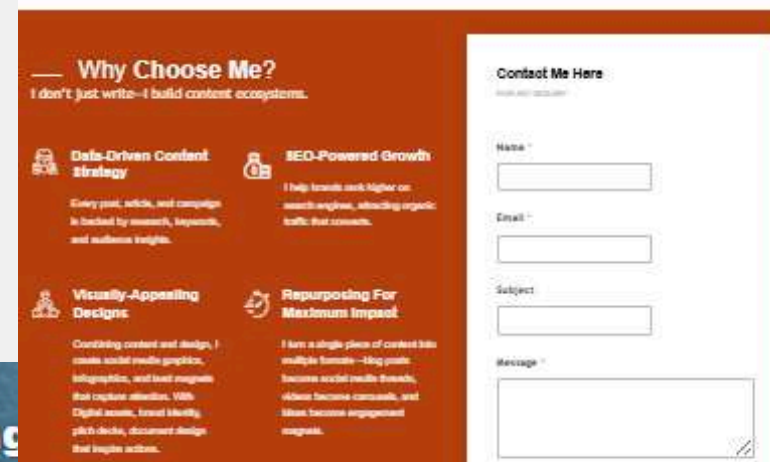 Why Choose Me?
I don't just write–I build content ecosystems.
Data-Driven Content
Strategy
Every post, article, and campaign
is backed by research, keywords,
and audience insights.
SEO-Powered Growth
I help brands rank higher on
search engines, attracting organic
traffic that converts.
Visually-Appealing
Designs
Combining content and design, I
create social media graphics,
infographics, and lead magnets
that capture attention. With
Digital assets, brand identity,
pitch decks, document design
that inspire actions.
Repurposing For
Maximum Impact
I turn a single piece of content into
multiple formats—blog posts
become social media threads,
videos become carousels, and
ideas become engagement
magnets.
Contact Me Here
Name *
Email *
Subject
Message *
g